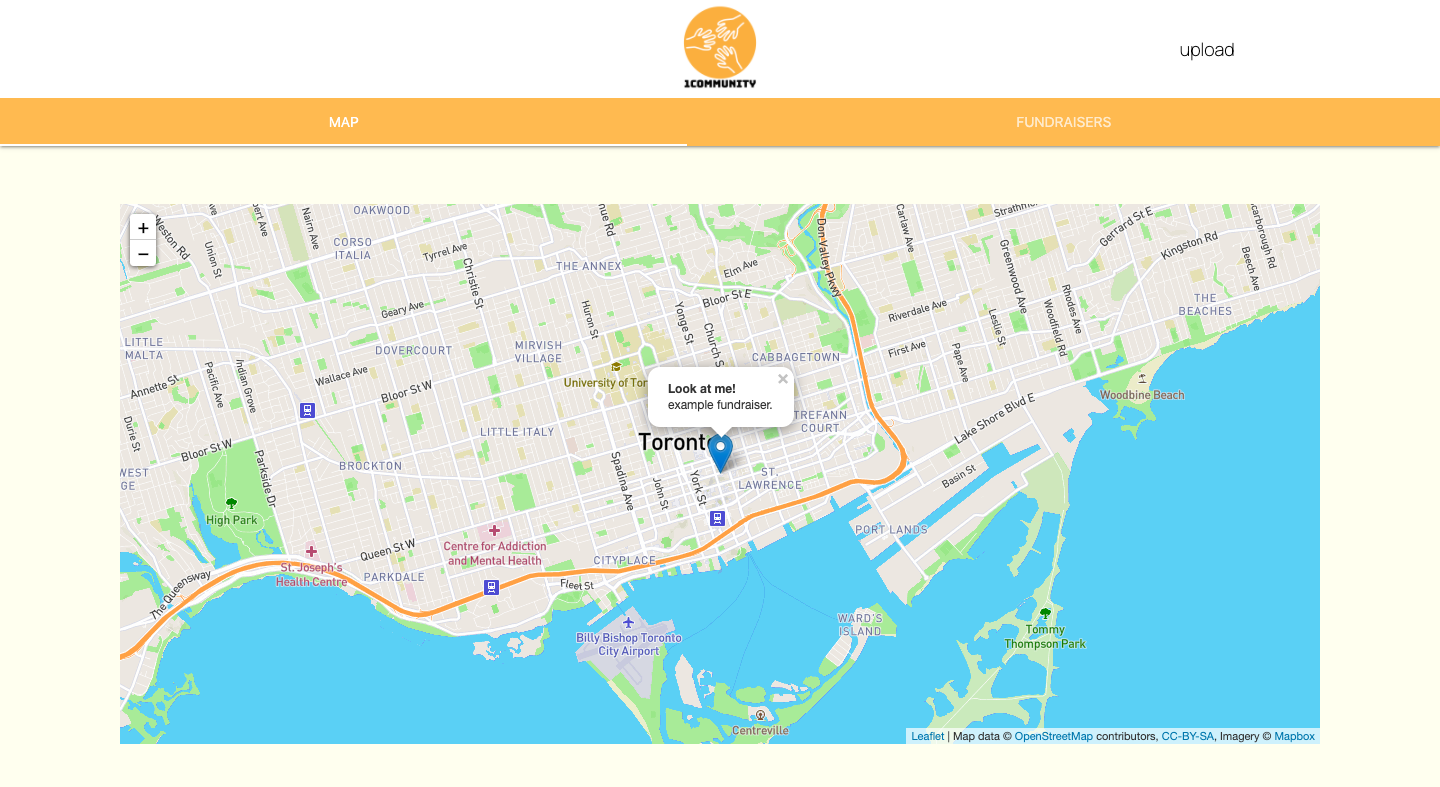 1COMMUNITY
upload
MAP
FUNDRAISERS
+
−
Weston Rd
Union St
Nairn Ave
OAKWOOD
CORSO
ITALIA
Tyrrel Ave
Christie St
THE ANNEX
Elm Ave
Bloor St E
Don Valley Pkwy
Carlaw Ave
Gerrard St E
Kingston Rd
Scarborough Rd
Beech Ave
Greenwood Ave
THE
BEACHES
Geary Ave
Huron St
Yonge St
Church S
Riverdale Ave
Leslie St
Woodfield Rd
Rhodes Ave
LITTLE
MALTA
DOVERCOURT
MIRVISH
VILLAGE
CABBAGETOWN
First Ave
Pape Ave
Annette St
Pacific Ave
Indian Grove
Wallace Ave
Bloor St W
University of Tor
Look at me!
example fundraiser.
×
Woodbine Beach
TREFANN
COURT
Lake Shore Blvd E
Durie St
Bloor St W
LITTLE ITALY
Toronto
WEST
GE
Parkside Dr
BROCKTON
Spadina Ave
John St
York St
ST.
LAWRENCE
Basin St
High Park
PORT LANDS
Queen St W
Centre for Addiction
and Mental Health
CITYPLACE
St. Joseph's
Health Centre
PARKDALE
Fleet St
The Queensway
Billy Bishop Toronto
City Airport
WARD'S
ISLAND
Tommy
Thompson Park
Centreville
Leaflet | Map data © OpenStreetMap contributors, CC-BY-SA, Imagery © Mapbox